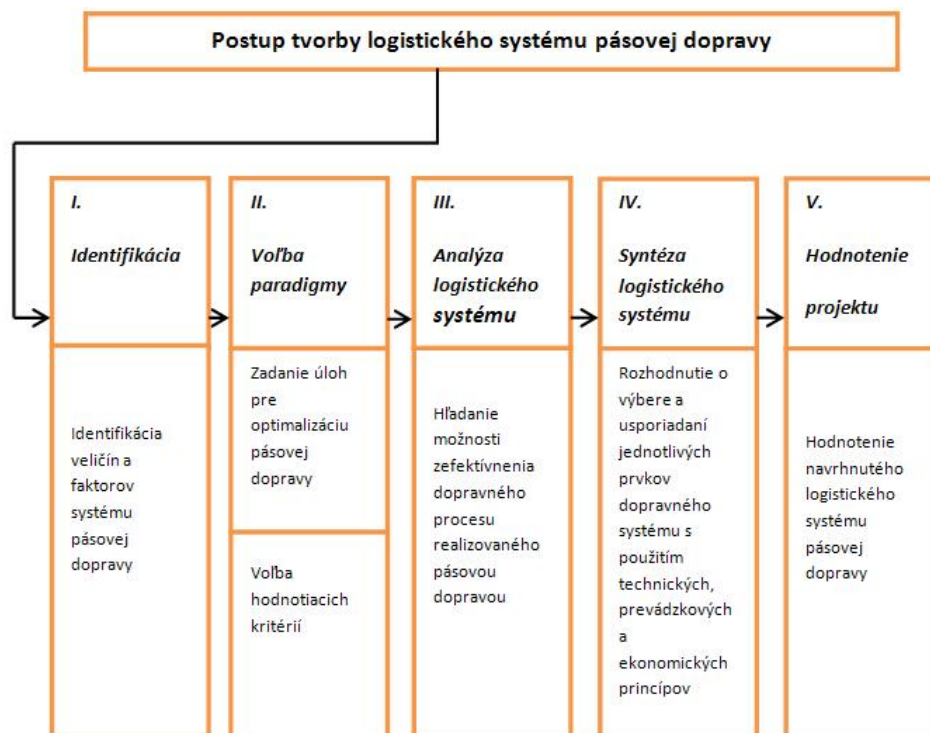 Postup tvorby logistického systému pásovej dopravy
I.
Identifikácia
Identifikácia
veličín a
faktorov
systému
pásovej
dopravy
II.
Voľba
paradigmy
Zadanie úloh
pre
optimalizáciu
pásovej
dopravy
Voľba
hodnotiacich
kritérií
III.
Analýza
logistického
systému
Hľadanie
možnosti
zefektívnenia
dopravného
procesu
realizovaného
pásovou
dopravou
IV.
Syntéza
logistického
systému
Rozhodnutie o
výbere a
usporiadaní
jednotlivých
prvkov
dopravného
systému s
použitím
technických,
prevádzkových
a
ekonomických
princípov
V.
Hodnotenie
projektu
Hodnotenie
navrhnutého
logistického
systému
pásovej
dopravy